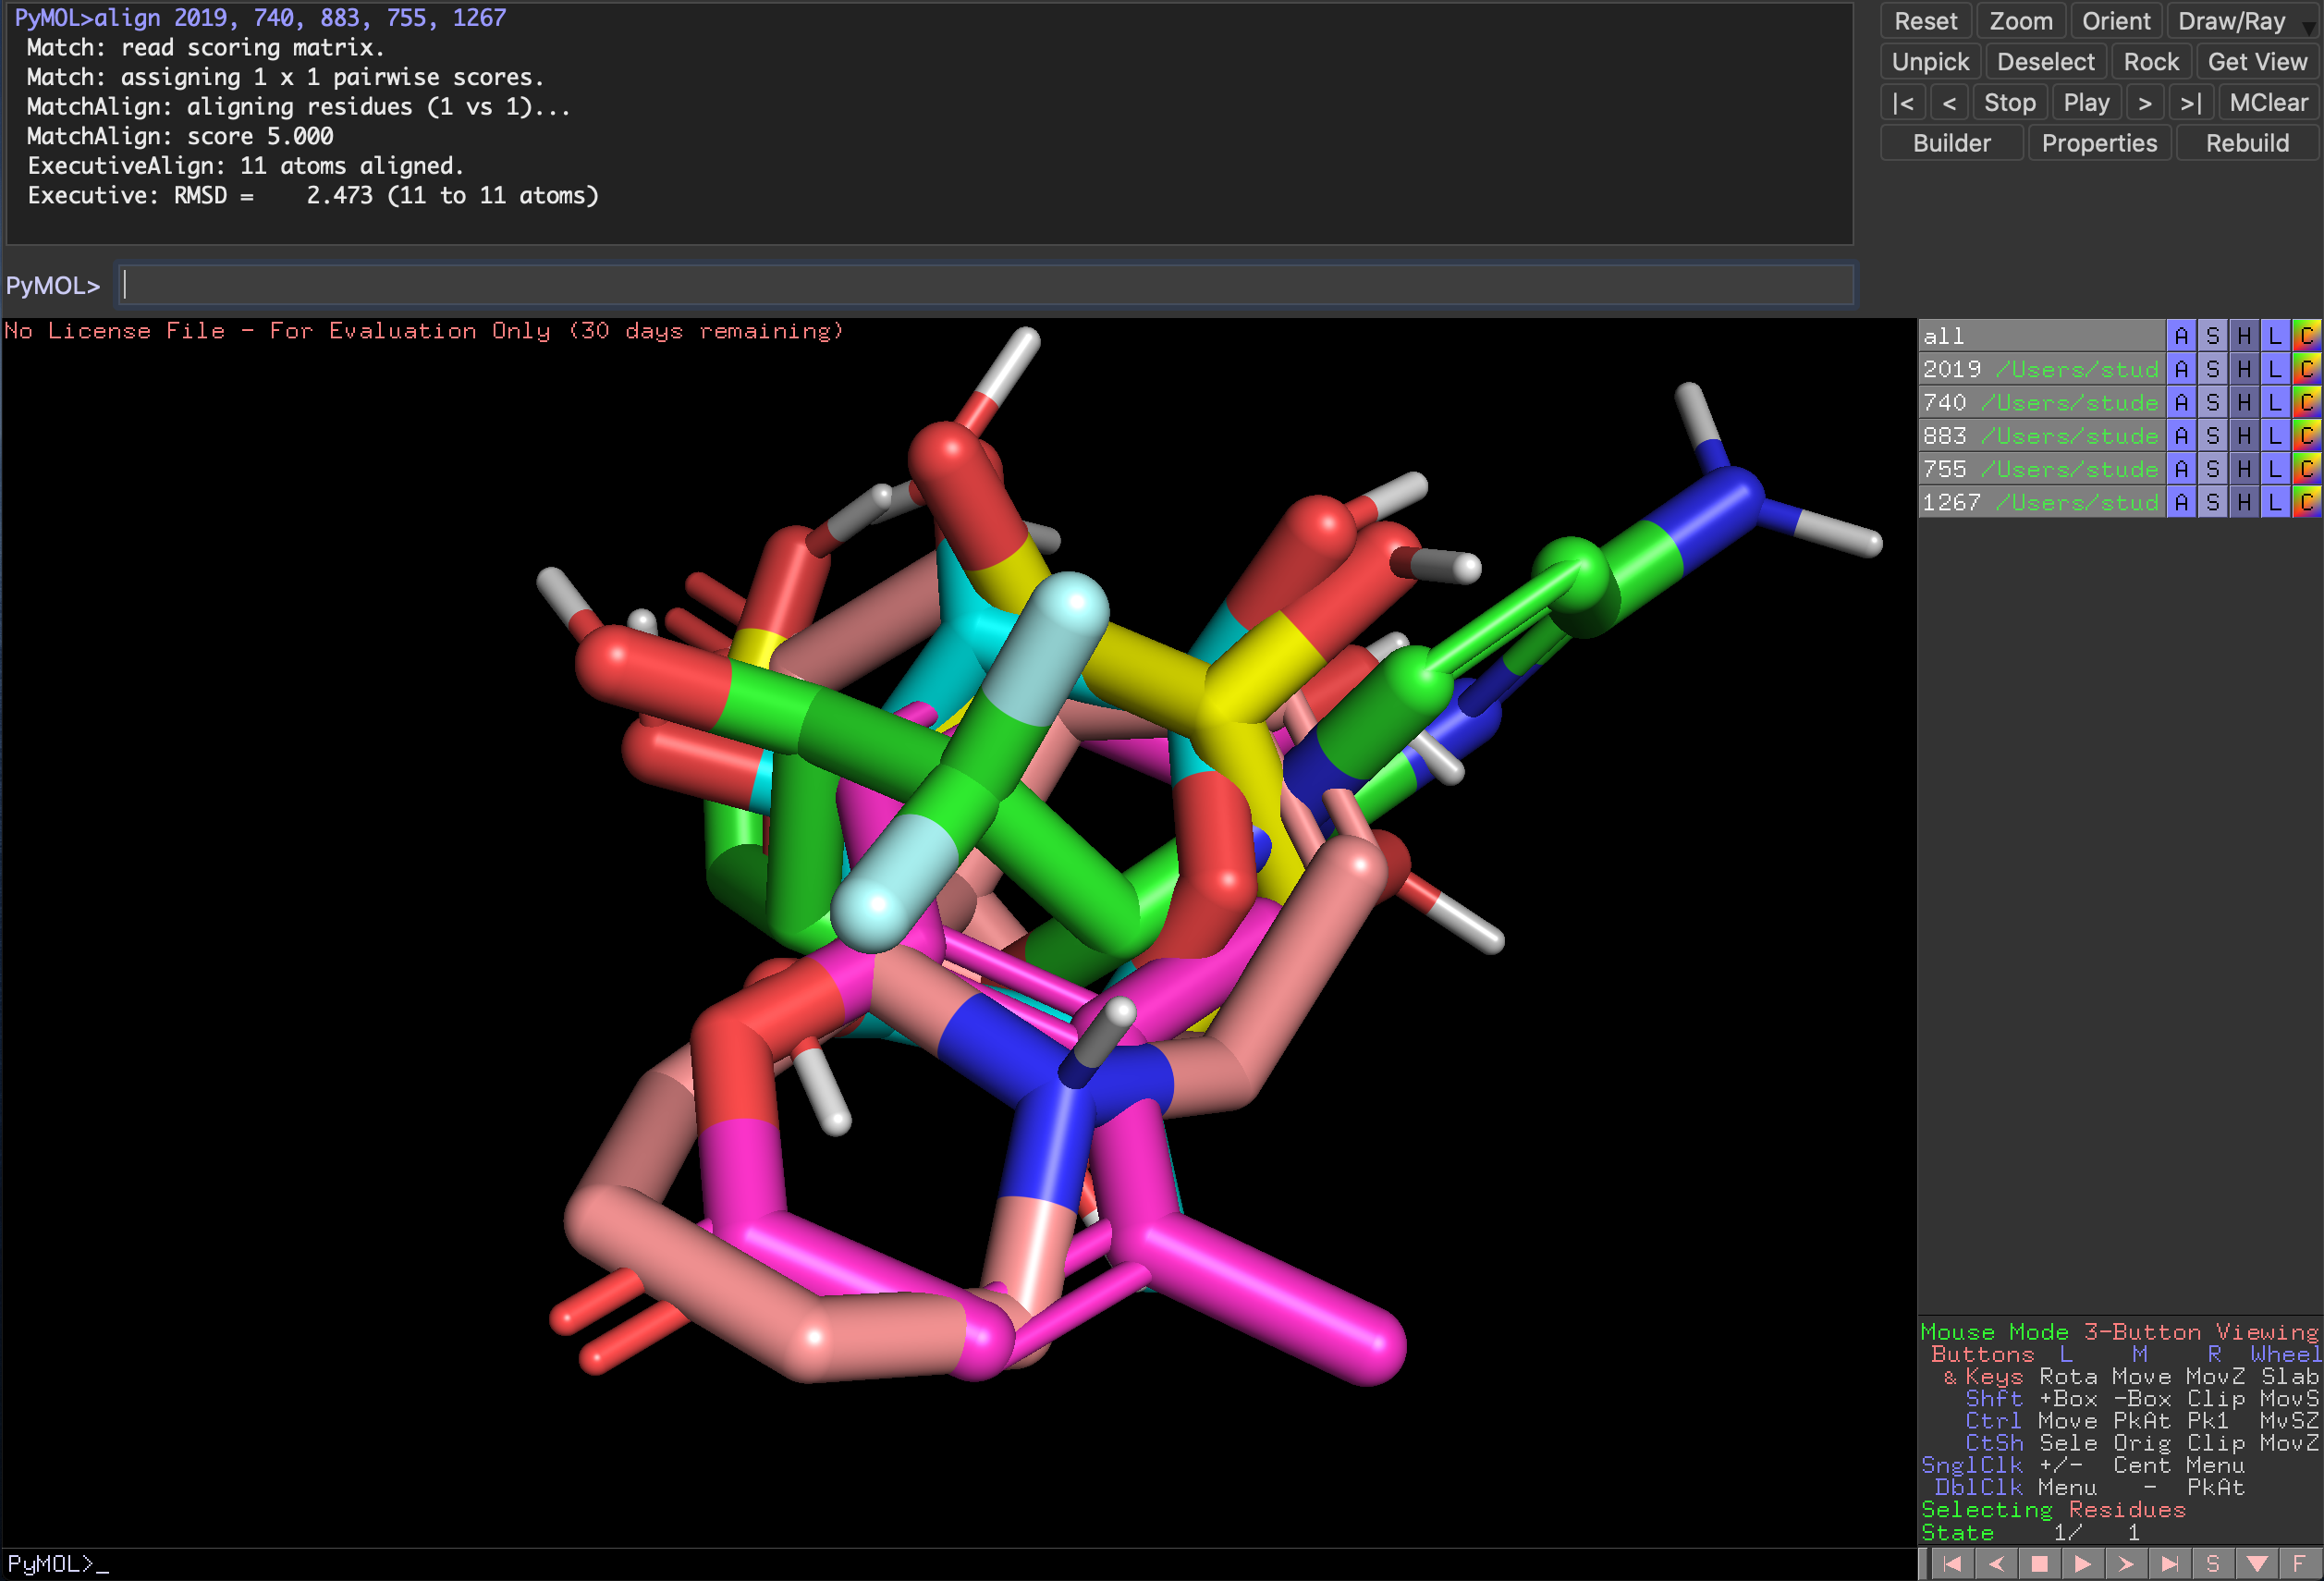 PyMOL>align 2019, 740, 883, 755, 1267
Match: read scoring matrix.
Match: assigning 1 x 1 pairwise scores.
MatchAlign: aligning residues (1 vs 1)...
MatchAlign: score 5.000
ExecutiveAlign: 11 atoms aligned.
Executive: RMSD =    2.473 (11 to 11 atoms)
Reset Zoom Orient Draw/Ray
Unpick Deselect Rock Get View
|< < Stop Play > >| MClear
Builder Properties Rebuild
PyMOL>
No License File - For Evaluation Only (30 days remaining)
all A S H L C
2019 /Users/stud A S H L C
740 /Users/stude A S H L C
883 /Users/stude A S H L C
755 /Users/stude A S H L C
1267 /Users/stud A S H L C
Mouse Mode 3-Button Viewing
Buttons L M R Wheel
& Keys Rota Move MovZ Slab
Shft +Box -Box Clip MovS
Ctrl Move PkAt Pk1 MvSZ
CtSh Sele Orig Clip MovZ
SnglClk +/- Cent Menu
DblClk Menu - PkAt
Selecting Residues
State 1/ 1
PyMOL>_
S F